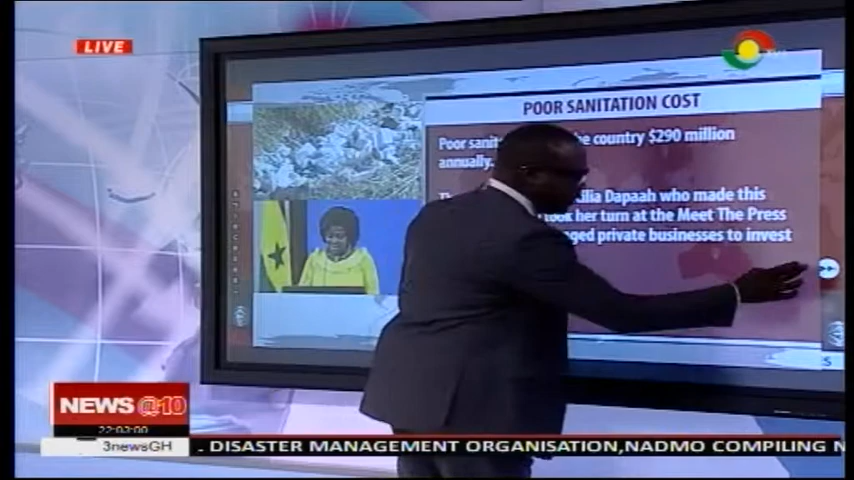 LIVE
POOR SANITATION COST
Poor sanit he country $290 million
annually.
ilia Dapaah who made this
took her turn at the Meet The Press
ged private businesses to invest
NEWS@10
22:03:00
3newsGH
DISASTER MANAGEMENT ORGANISATION,NADMO COMPILING N